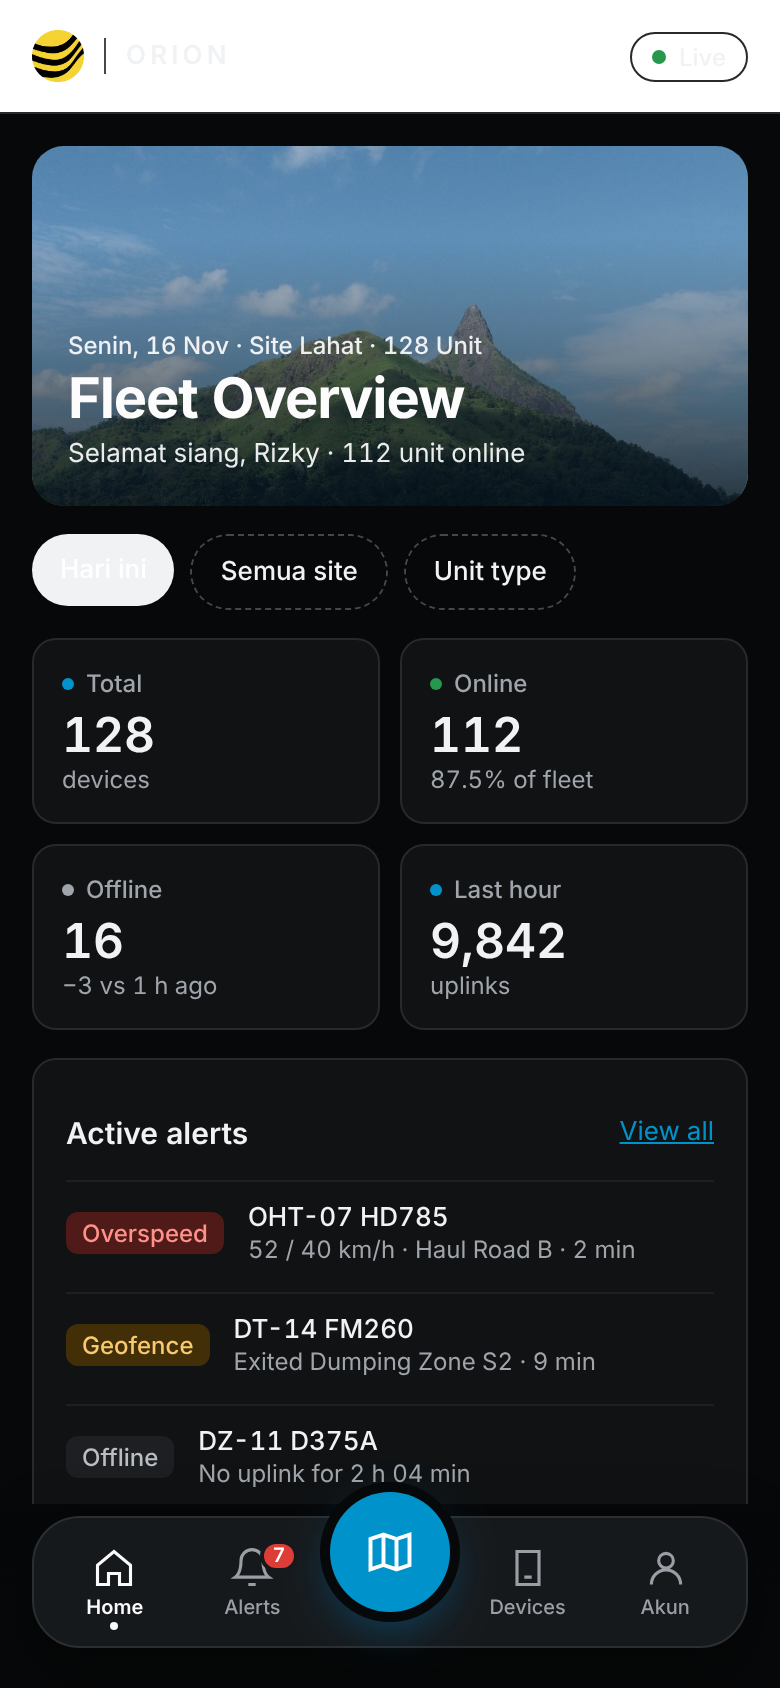 ORION
Live
Senin, 16 Nov · Site Lahat · 128 Unit
Fleet Overview
Selamat siang, Rizky · 112 unit online
Hari ini
Semua site
Unit type
Total
128
devices
Online
112
87.5% of fleet
Offline
16
−3 vs 1 h ago
Last hour
9,842
uplinks
Active alerts
View all
Overspeed
OHT-07 HD785
52 / 40 km/h · Haul Road B · 2 min
Geofence
DT-14 FM260
Exited Dumping Zone S2 · 9 min
Offline
DZ-11 D375A
No uplink for 2 h 04 min
Home
7
Alerts
Devices
Akun